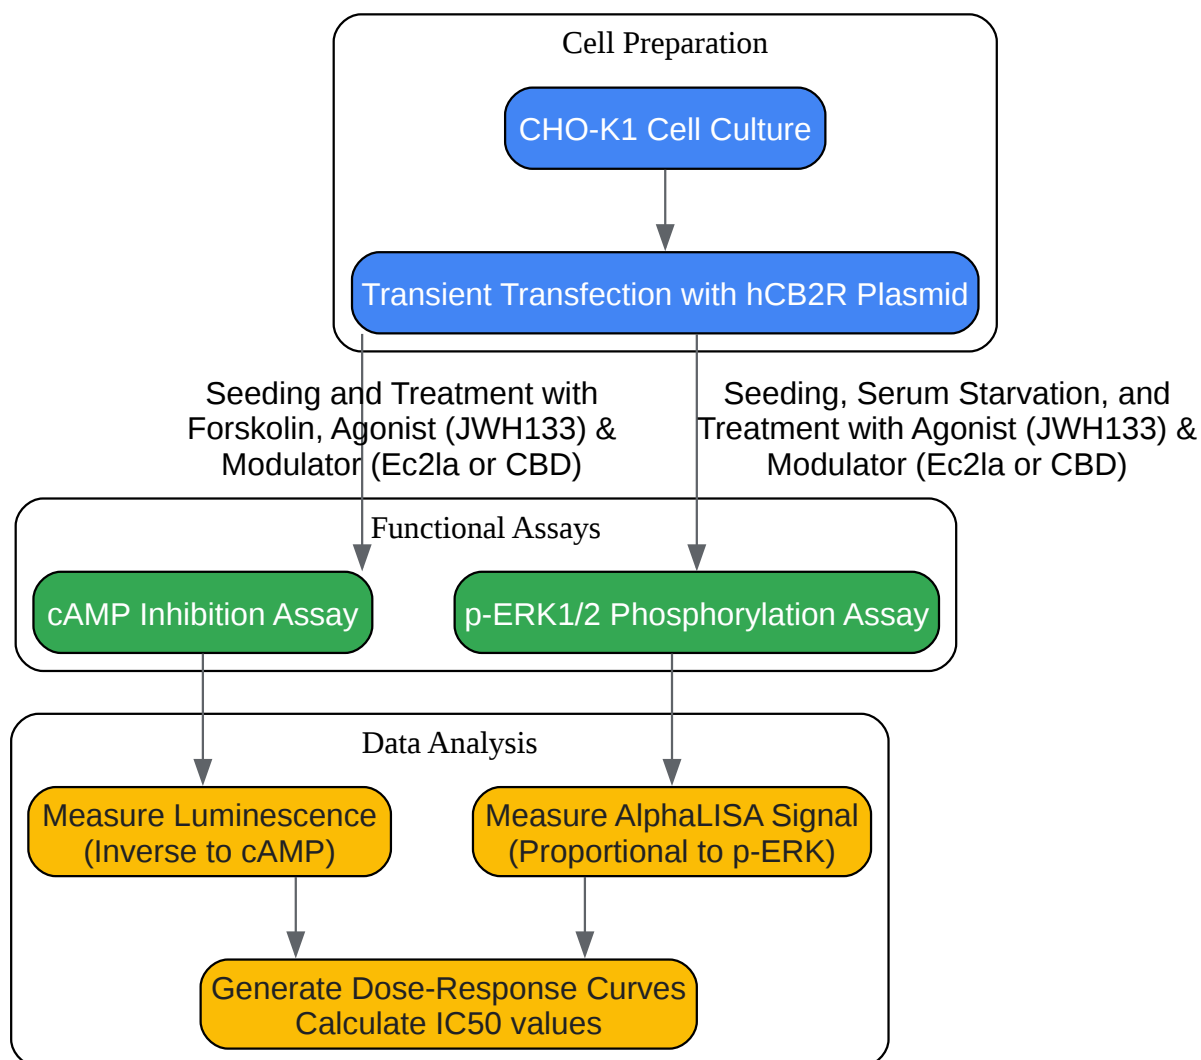 Cell Preparation
CHO-K1 Cell Culture
Transient Transfection with hCB2R Plasmid
Seeding and Treatment with
Forskolin, Agonist (JWH133) &
Modulator (Ec2la or CBD)
Seeding, Serum Starvation, and
Treatment with Agonist (JWH133) &
Modulator (Ec2la or CBD)
Functional Assays
cAMP Inhibition Assay
p-ERK1/2 Phosphorylation Assay
Data Analysis
Measure Luminescence
(Inverse to cAMP)
Measure AlphaLISA Signal
(Proportional to p-ERK)
Generate Dose-Response Curves
Calculate IC50 values